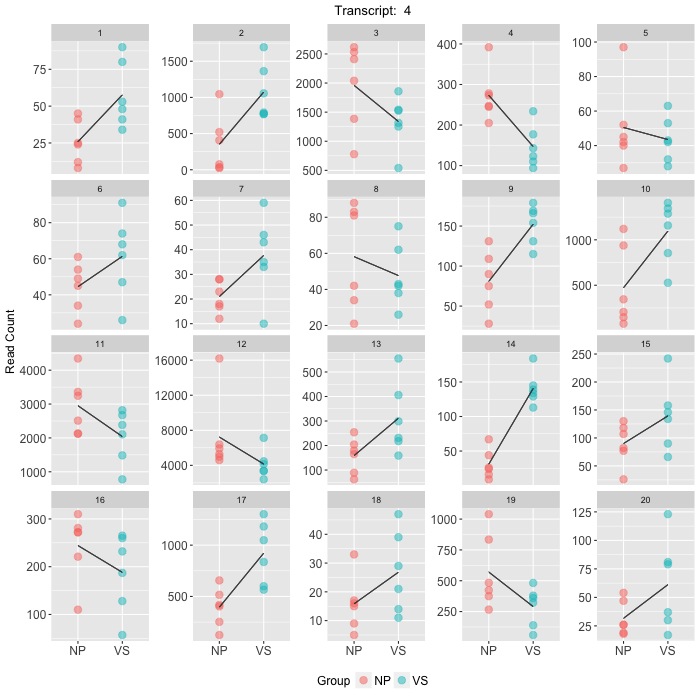 Transcript: 4
1 2 3 4 5
75 50 25
1500 1000 500 0
2500 2000 1500 1000 500
400 300 200 100
100 80 60 40
6 7 8 9 10
80 60 40
60 50 40 30 20 10
80 60 40 20
150 100 50
1000 500
Read Count
11 12 13 14 15
4000 3000 2000 1000
16000 12000 8000 4000
500 400 300 200 100
150 100 50
250 200 150 100 50
16 17 18 19 20
300 200 100
1000 500
40 30 20 10
1000 750 500 250
125 100 75 50 25
NP VS NP VS NP VS NP VS NP VS
Group NP VS